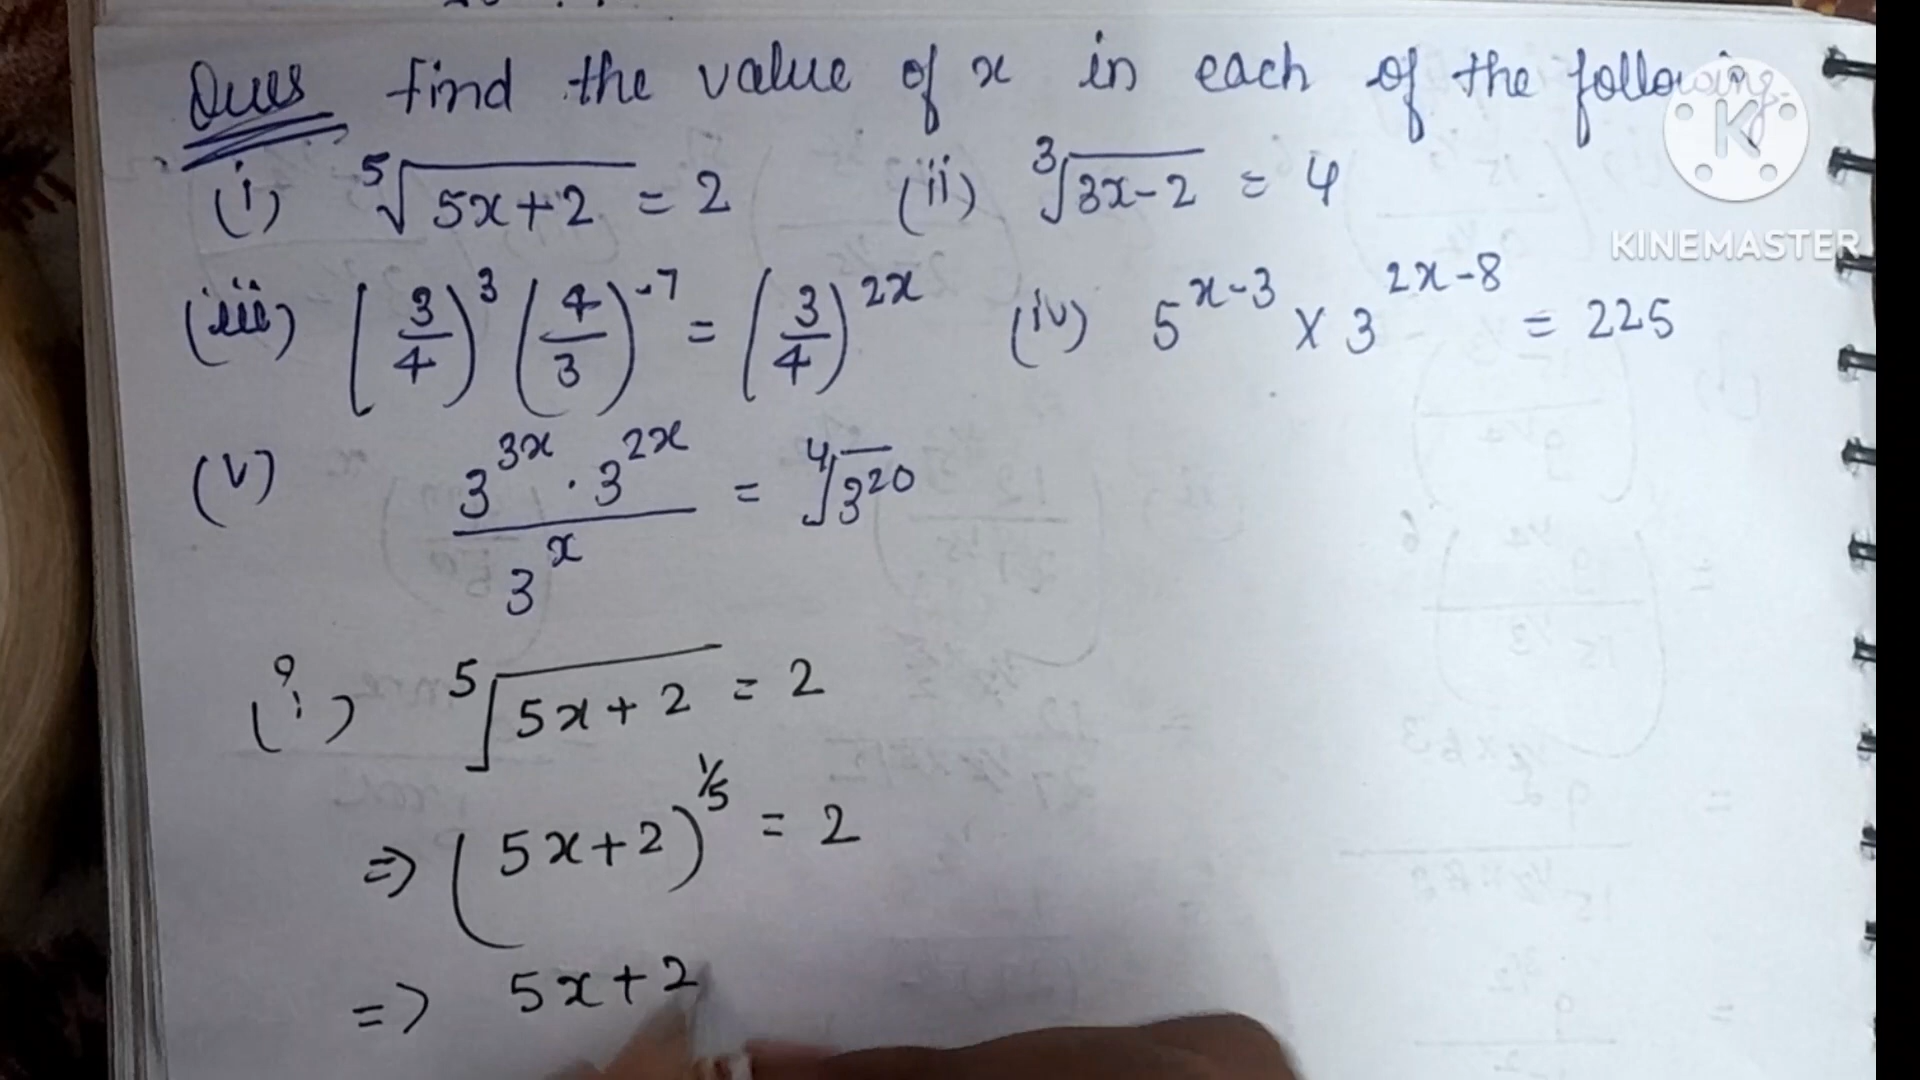 Ques find the value of x in each of the following.
(i) ⁵√(5x+2) = 2 (ii) ³√(3x-2) = 4
(iii) (3/4)³ (4/3)⁻⁷ = (3/4)²ˣ (iv) 5ˣ⁻³ × 3²ˣ⁻⁸ = 225
(v) 3³ˣ · 3²ˣ / 3ˣ = ⁴√3²⁰
(i) ⁵√(5x+2) = 2
=> (5x+2)^1/5 = 2
=> 5x+2
K
KINEMASTER